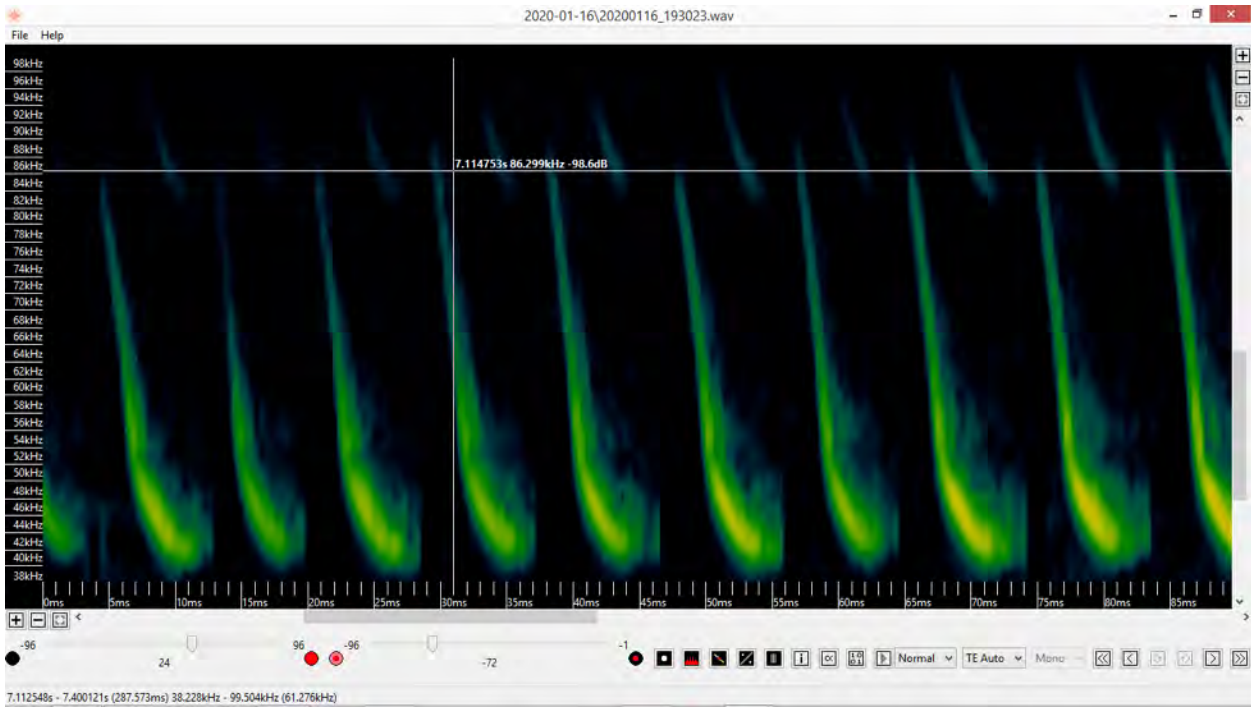 2020-01-16\20200116_193023.wav
File Help
98kHz
96kHz
94kHz
92kHz
90kHz
88kHz
86kHz
7.114753s 86.299kHz -98.6dB
84kHz
82kHz
80kHz
78kHz
76kHz
74kHz
72kHz
70kHz
68kHz
66kHz
64kHz
62kHz
60kHz
58kHz
56kHz
54kHz
52kHz
50kHz
48kHz
46kHz
44kHz
42kHz
40kHz
38kHz
0ms 5ms 10ms 15ms 20ms 25ms 30ms 35ms 40ms 45ms 50ms 55ms 60ms 65ms 70ms 75ms 80ms 85ms
-96 96 -96 -1
24 -72 Normal TE Auto Mono
7.112548s - 7.400121s (287.573ms) 38.228kHz - 99.504kHz (61.276kHz)